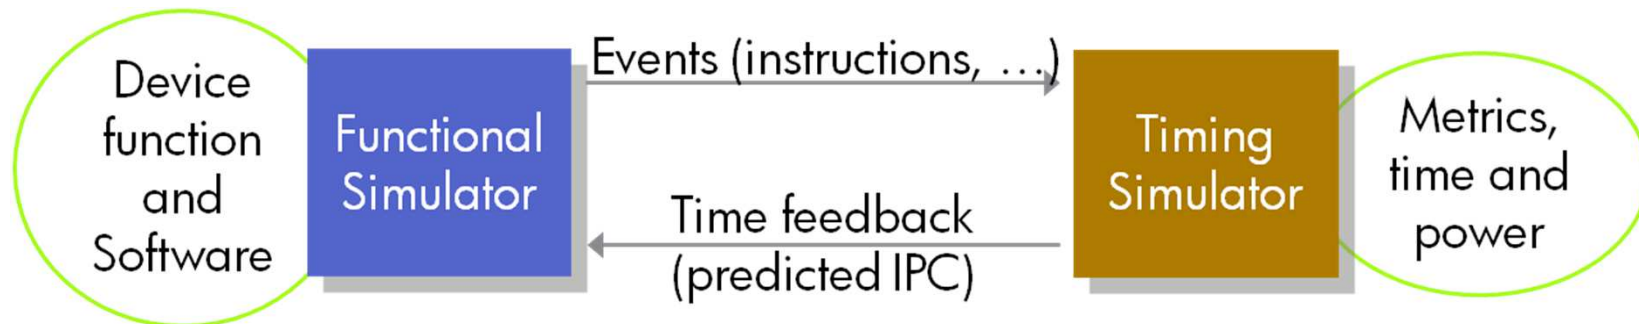 Device
function
and
Software
Functional
Simulator
Events (instructions, …)
Time feedback
(predicted IPC)
Timing
Simulator
Metrics,
time and
power